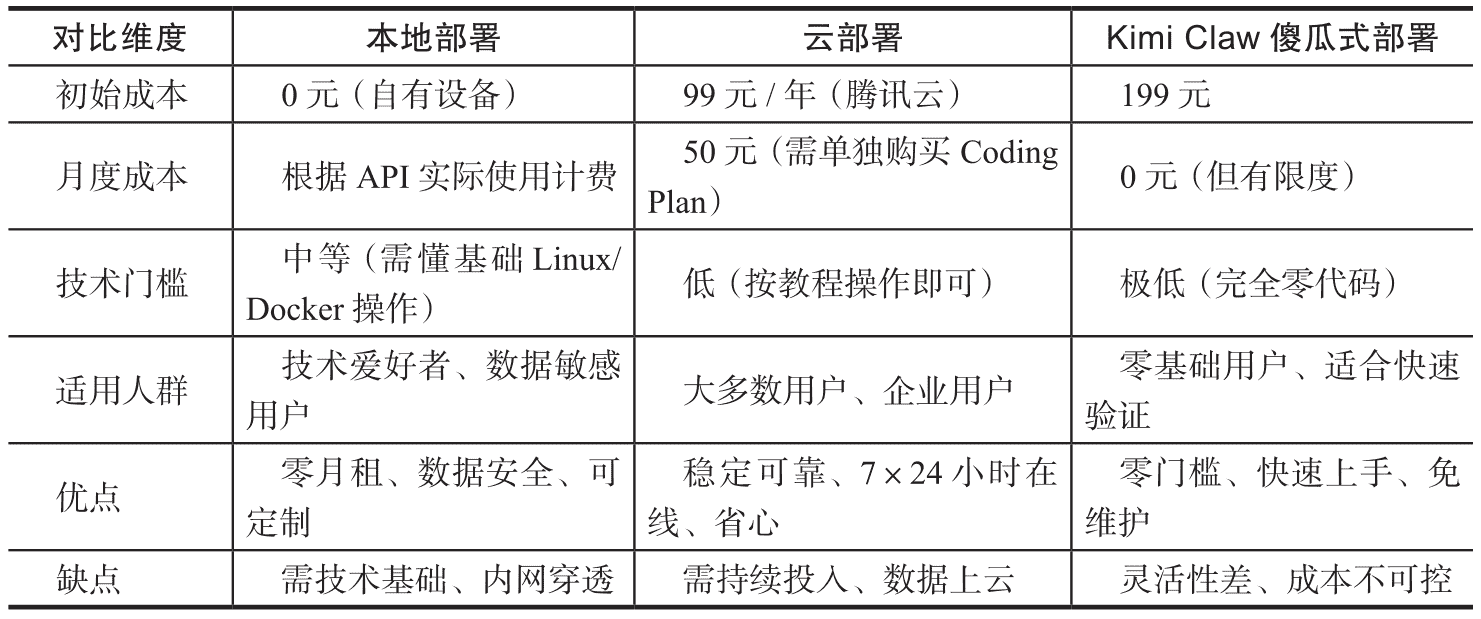 对比维度 本地部署 云部署 Kimi Claw 傻瓜式部署
初始成本 0 元（自有设备） 99 元 / 年（腾讯云） 199 元
月度成本 根据 API 实际使用计费 50 元（需单独购买 Coding
Plan） 0 元（但有限度）
技术门槛 中等（需懂基础 Linux/
Docker 操作） 低（按教程操作即可） 极低（完全零代码）
适用人群 技术爱好者、数据敏感
用户 大多数用户、企业用户 零基础用户、适合快速
验证
优点 零月租、数据安全、可
定制 稳定可靠、7 × 24 小时在
线、省心 零门槛、快速上手、免
维护
缺点 需技术基础、内网穿透 需持续投入、数据上云 灵活性差、成本不可控